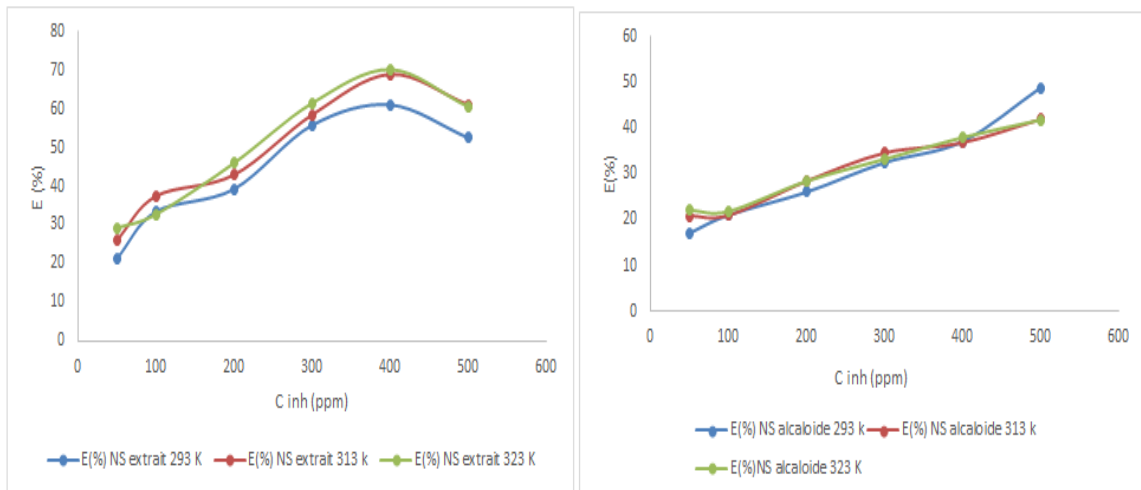 E (%)
80
70
60
50
40
30
20
10
0
0 100 200 300 400 500 600
C inh (ppm)
E(%) NS extrait 293 K E(%) NS extrait 313 k E(%) NS extrait 323 K
E(%)
60
50
40
30
20
10
0
0 100 200 300 400 500 600
C inh (ppm)
E(%) NS alcaloide 293 k E(%) NS alcaloide 313 k
E(%)NS alcaloide 323 K